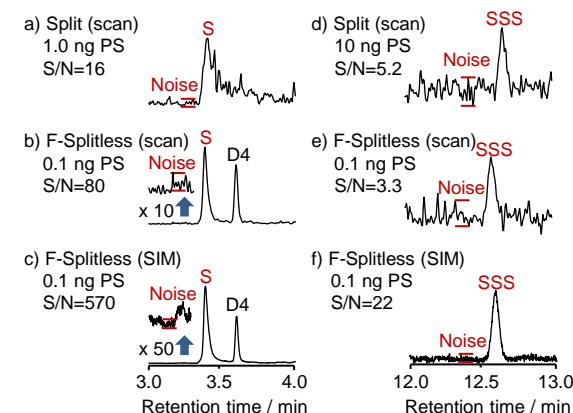 a) Split (scan)
1.0 ng PS
S/N=16
Noise
S
b) F-Splitless (scan)
0.1 ng PS
S/N=80
Noise
x 10
S
D4
c) F-Splitless (SIM)
0.1 ng PS
S/N=570
Noise
x 50
S
D4
3.0 3.5 4.0
Retention time / min
d) Split (scan)
10 ng PS
S/N=5.2
Noise
SSS
e) F-Splitless (scan)
0.1 ng PS
S/N=3.3
Noise
SSS
f) F-Splitless (SIM)
0.1 ng PS
S/N=22
Noise
SSS
12.0 12.5 13.0
Retention time / min